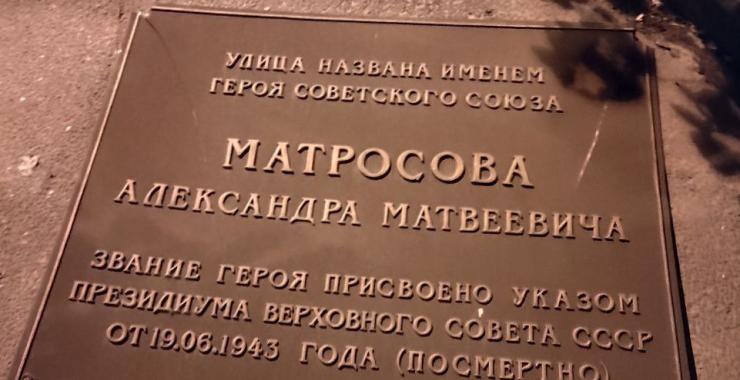 УЛИЦА НАЗВАНА ИМЕНЕМ
ГЕРОЯ СОВЕТСКОГО СОЮЗА
МАТРОСОВА
АЛЕКСАНДРА МАТВЕЕВИЧА
ЗВАНИЕ ГЕРОЯ ПРИСВОЕНО УКАЗОМ
ПРЕЗИДИУМА ВЕРХОВНОГО СОВЕТА СССР
ОТ 19.06.1943 ГОДА (ПОСМЕРТНО)